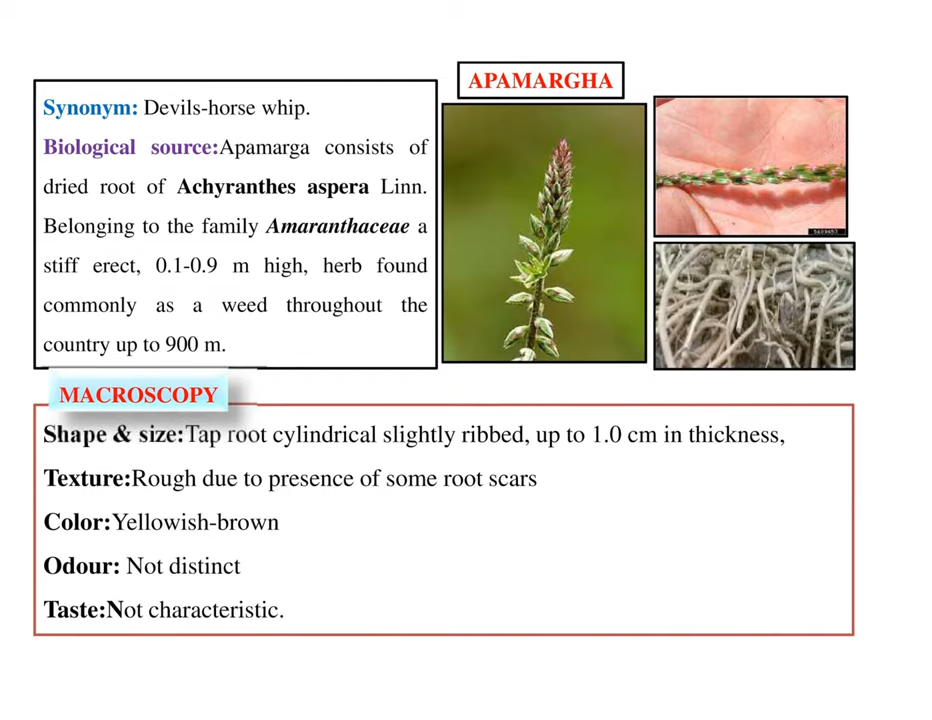 APAMARGHA
Synonym: Devils-horse whip.
Biological source:Apamarga consists of
dried root of Achyranthes aspera Linn.
Belonging to the family Amaranthaceae a
stiff erect, 0.1-0.9 m high, herb found
commonly as a weed throughout the
country up to 900 m.
MACROSCOPY
Shape & size:Tap root cylindrical slightly ribbed, up to 1.0 cm in thickness,
Texture:Rough due to presence of some root scars
Color:Yellowish-brown
Odour: Not distinct
Taste:Not characteristic.